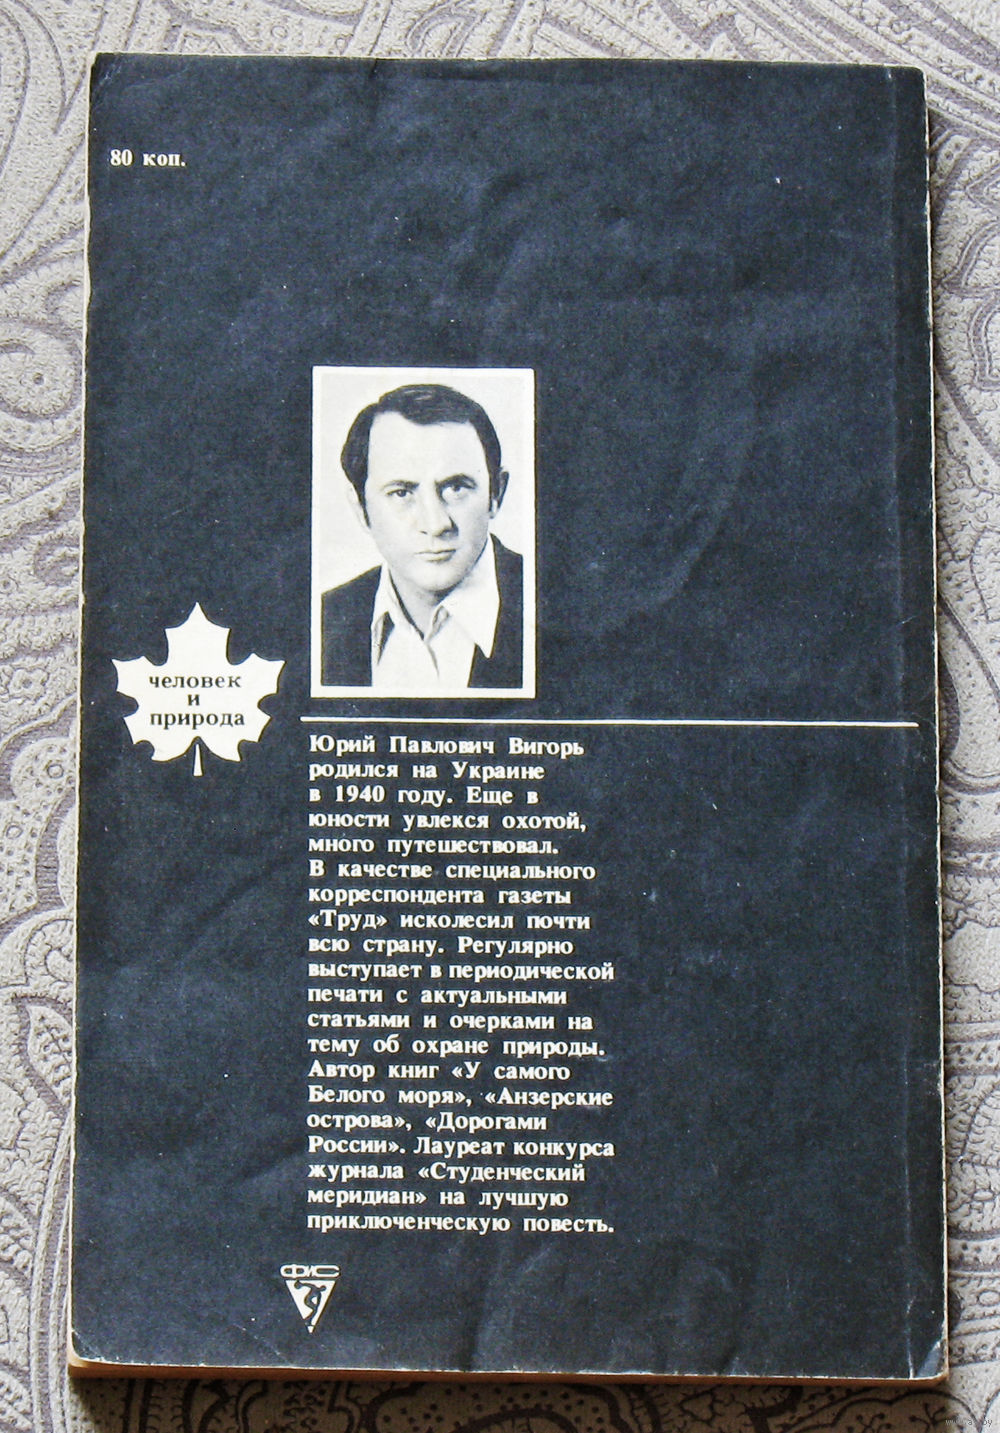 80 коп.
человек
и
природа
Юрий Павлович Вигорь
родился на Украине
в 1940 году. Еще в
юности увлекся охотой,
много путешествовал.
В качестве специального
корреспондента газеты
«Труд» исколесил почти
всю страну. Регулярно
выступает в периодической
печати с актуальными
статьями и очерками на
тему об охране природы.
Автор книг «У самого
Белого моря», «Анзерские
острова», «Дорогами
России». Лауреат конкурса
журнала «Студенческий
меридиан» на лучшую
приключенческую повесть.
ФиС